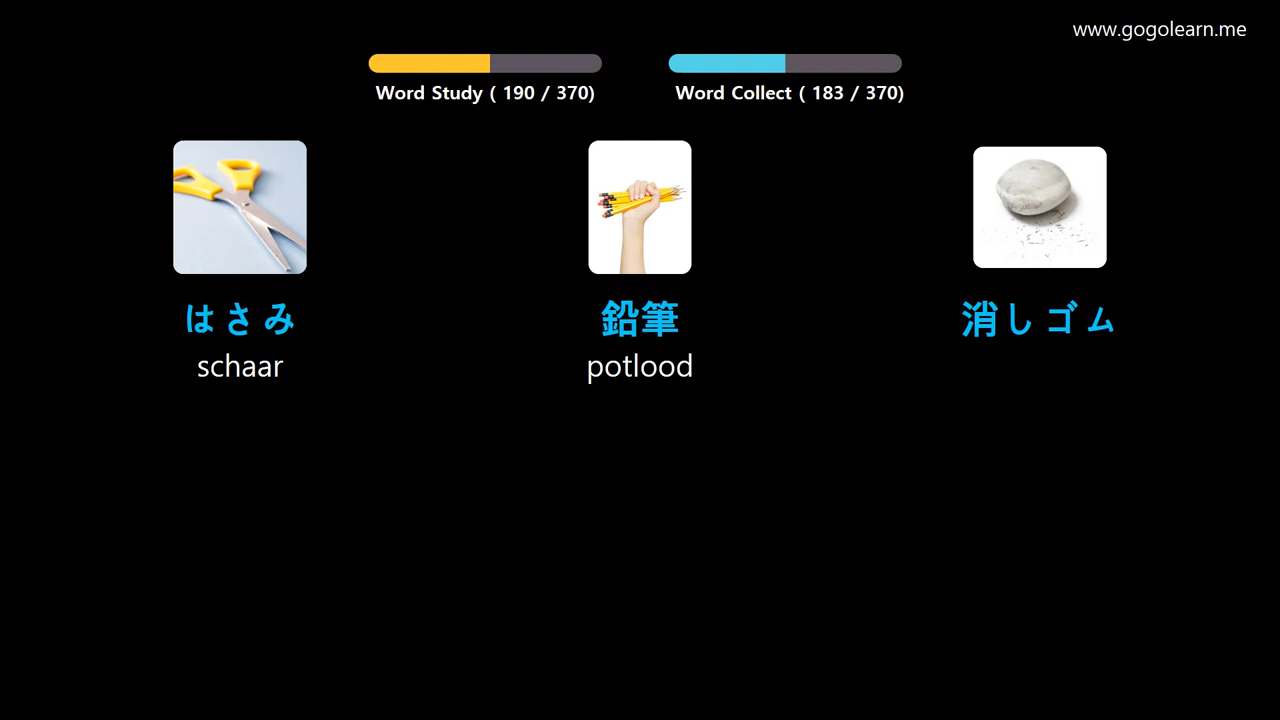 www.gogolearn.me
Word Study ( 190 / 370)
Word Collect ( 183 / 370)
はさみ
schaar
鉛筆
potlood
消しゴム